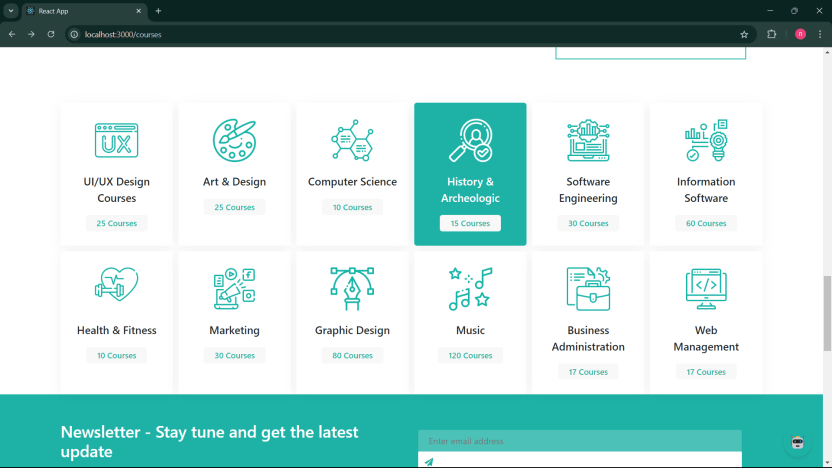 React App
localhost:3000/courses
n
UX
UI/UX Design
Courses
25 Courses
Art & Design
25 Courses
Computer Science
10 Courses
History &
Archeologic
15 Courses
Software
Engineering
30 Courses
Information
Software
60 Courses
Health & Fitness
10 Courses
Marketing
30 Courses
Graphic Design
80 Courses
Music
120 Courses
Business
Administration
17 Courses
Web
Management
17 Courses
Newsletter - Stay tune and get the latest
update
Enter email address